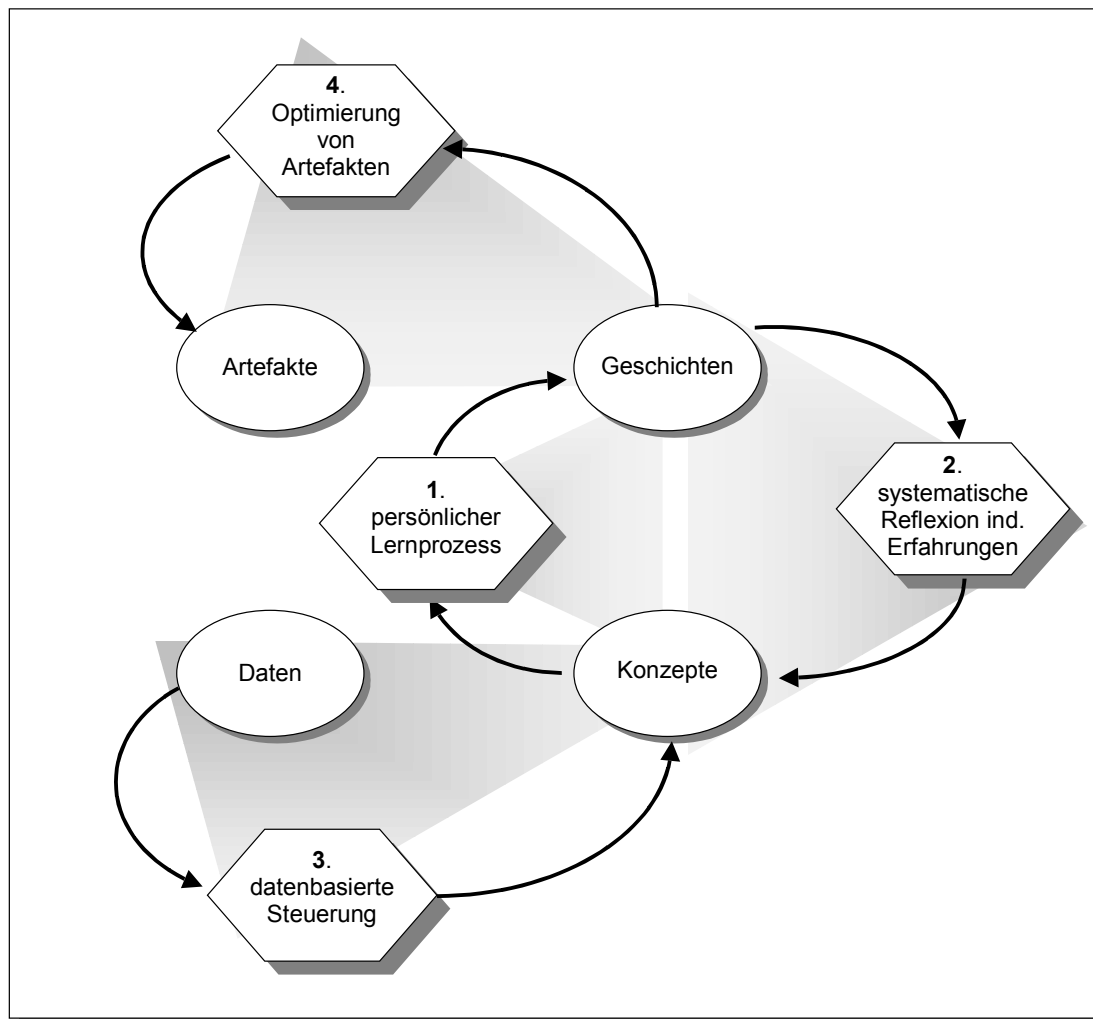 4.
Optimierung
von
Artefakten
Artefakte
Geschichten
1.
persönlicher
Lernprozess
2.
systematische
Reflexion ind.
Erfahrungen
Daten
Konzepte
3.
datenbasierte
Steuerung